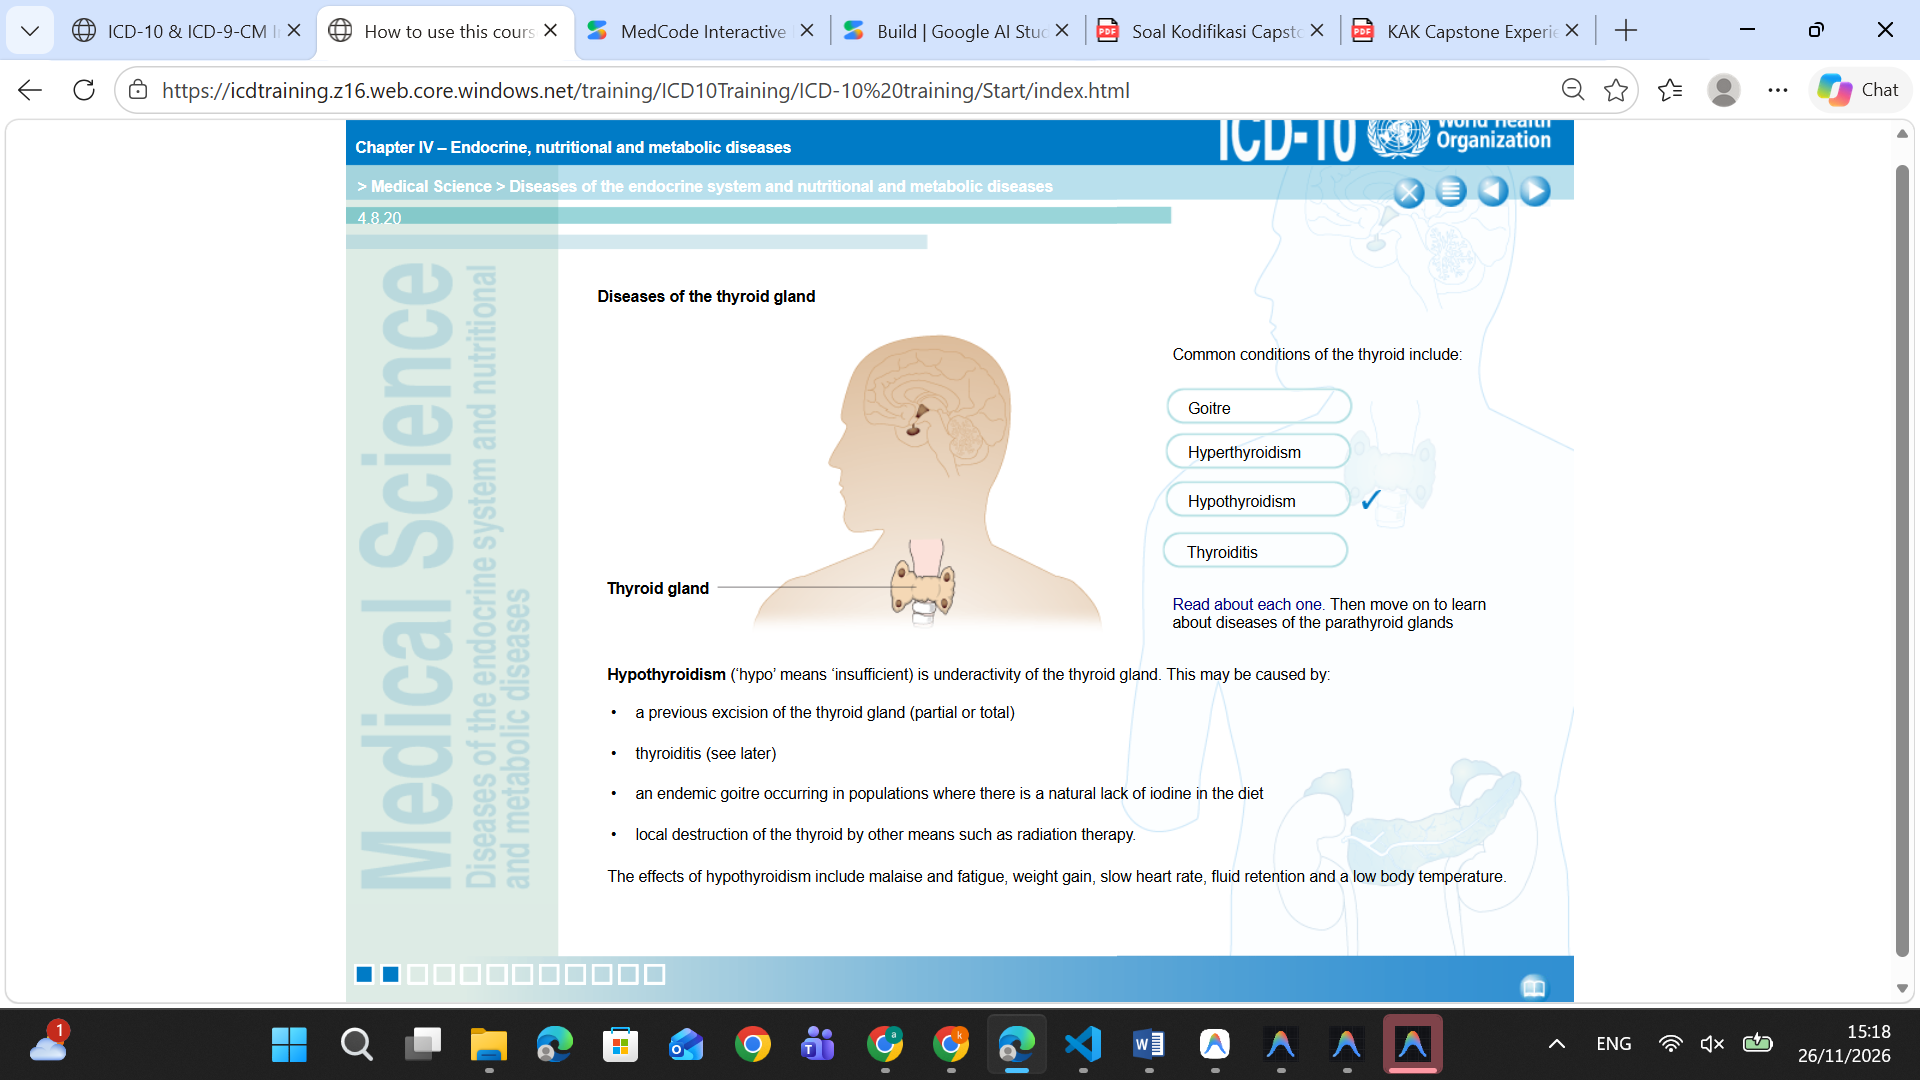 ICD-10 & ICD-9-CM I
How to use this cours
MedCode Interactive
Build | Google AI Stud
Soal Kodifikasi Capsto
KAK Capstone Experie
https://icdtraining.z16.web.core.windows.net/training/ICD10Training/ICD-10%20training/Start/index.html
Chat
Chapter IV – Endocrine, nutritional and metabolic diseases
ICD-10
World Health
Organization
> Medical Science > Diseases of the endocrine system and nutritional and metabolic diseases
4.8.20
Medical Science
Diseases of the endocrine system and nutritional
and metabolic diseases
Diseases of the thyroid gland
Common conditions of the thyroid include:
Goitre
Hyperthyroidism
Hypothyroidism
Thyroiditis
Thyroid gland
Read about each one. Then move on to learn
about diseases of the parathyroid glands
Hypothyroidism (‘hypo’ means ‘insufficient) is underactivity of the thyroid gland. This may be caused by:
• a previous excision of the thyroid gland (partial or total)
• thyroiditis (see later)
• an endemic goitre occurring in populations where there is a natural lack of iodine in the diet
• local destruction of the thyroid by other means such as radiation therapy.
The effects of hypothyroidism include malaise and fatigue, weight gain, slow heart rate, fluid retention and a low body temperature.
1
ENG
15:18
26/11/2026